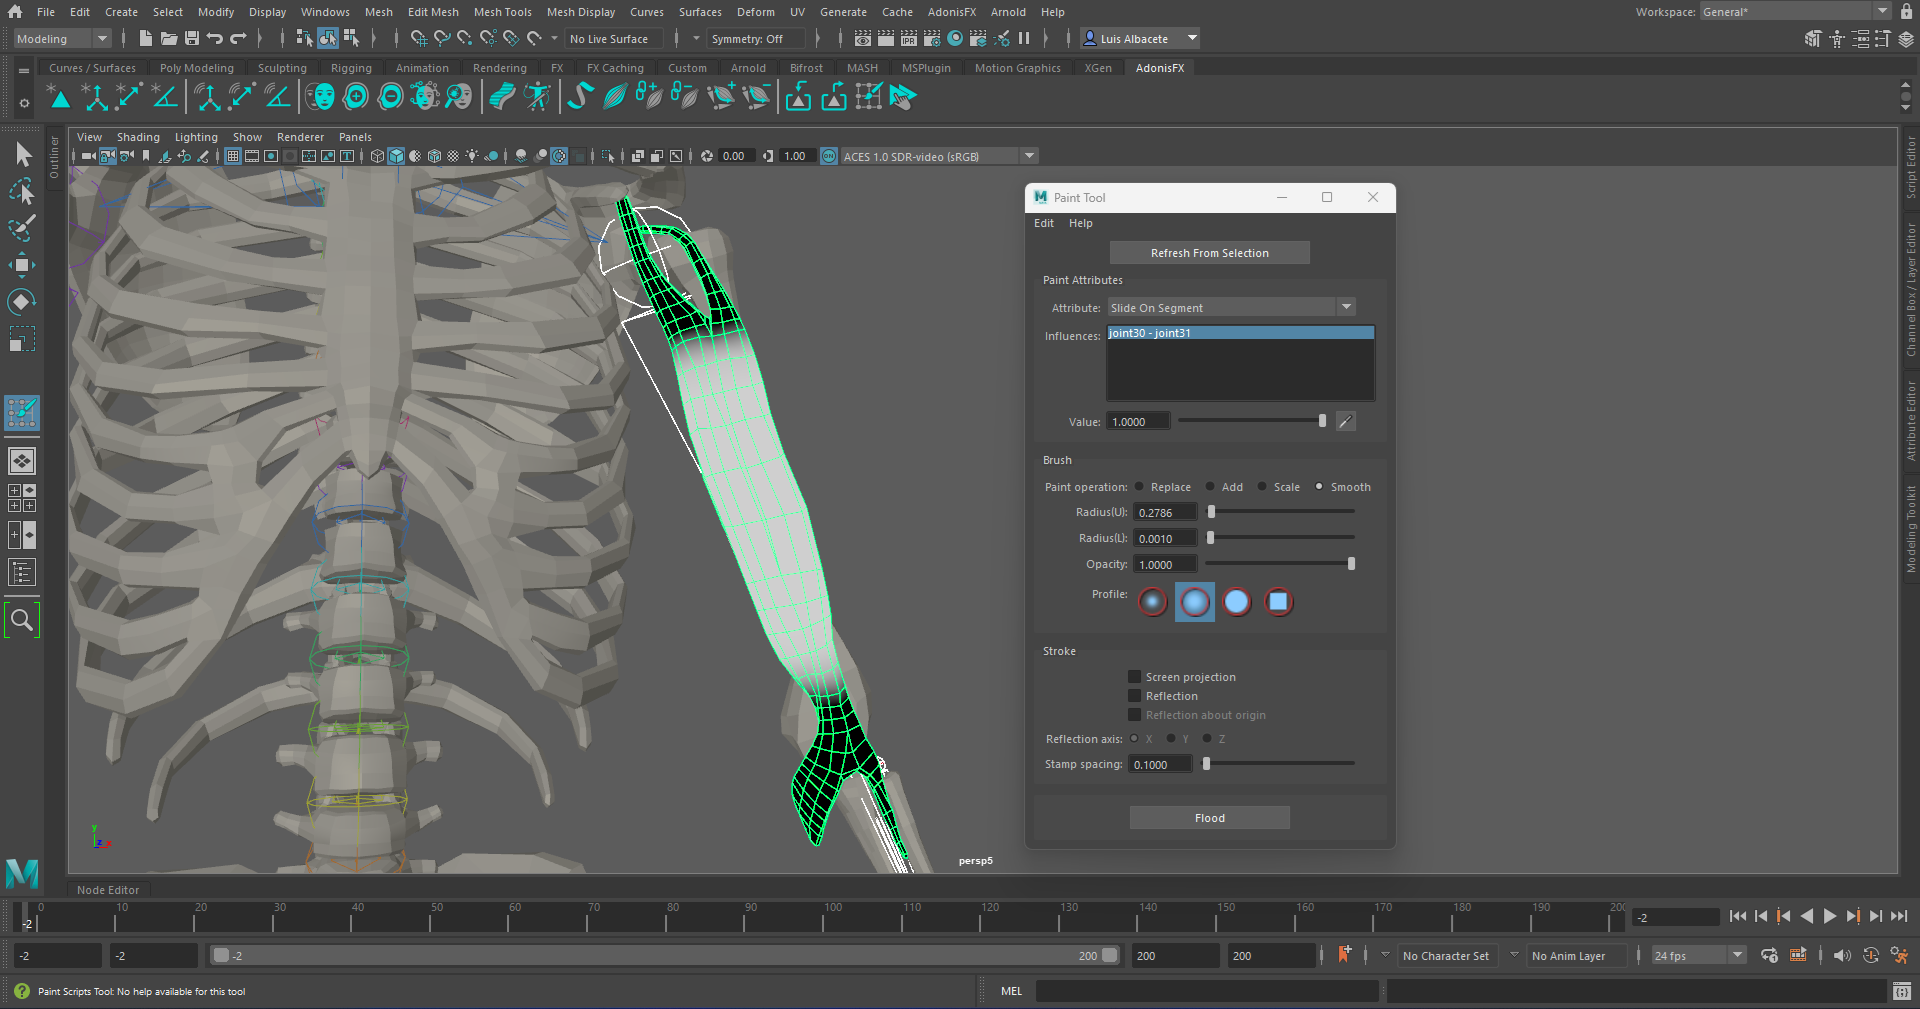 File Edit Create Select Modify Display Windows Mesh Edit Mesh Mesh Tools Mesh Display Curves Surfaces Deform UV Generate Cache AdonisFX Arnold Help Workspace: General*
Modeling No Live Surface Symmetry: Off IPR Luis Albacete
Curves / Surfaces Poly Modeling Sculpting Rigging Animation Rendering FX FX Caching Custom Arnold Bifrost MASH MSPlugin Motion Graphics XGen AdonisFX
View Shading Lighting Show Renderer Panels
0.00 1.00 ON ACES 1.0 SDR-video (sRGB)
Outliner
Script Editor
Channel Box / Layer Editor
Attribute Editor
Modeling Toolkit
Paint Tool
Edit Help
Refresh From Selection
Paint Attributes
Attribute: Slide On Segment
Influences: joint30 - joint31
Value: 1.0000
Brush
Paint operation: Replace Add Scale Smooth
Radius(U): 0.2786
Radius(L): 0.0010
Opacity: 1.0000
Profile:
Stroke
Screen projection
Reflection
Reflection about origin
Reflection axis: X Y Z
Stamp spacing: 0.1000
Flood
y
z x
persp5
Node Editor
0 10 20 30 40 50 60 70 80 90 100 110 120 130 140 150 160 170 180 190 200
-2 -2
-2 -2 -2 200 200 200 No Character Set No Anim Layer 24 fps
Paint Scripts Tool: No help available for this tool MEL